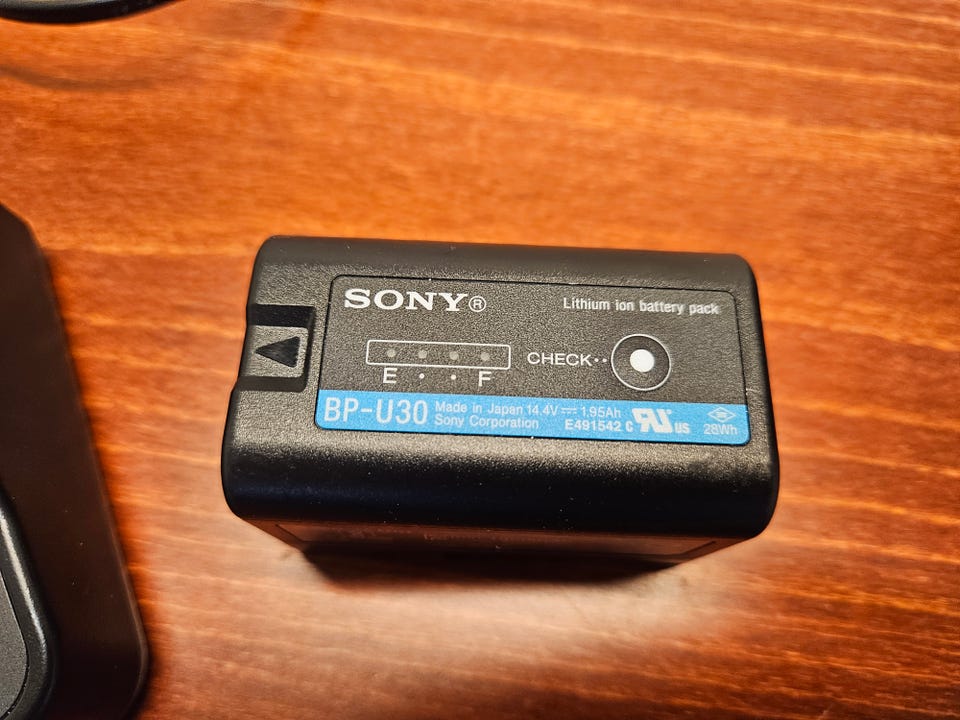 SONY®
Lithium ion battery pack
CHECK··
E · · F
BP-U30
Made in Japan 14.4V⎓1.95Ah
Sony Corporation E491542 C UR US
28Wh